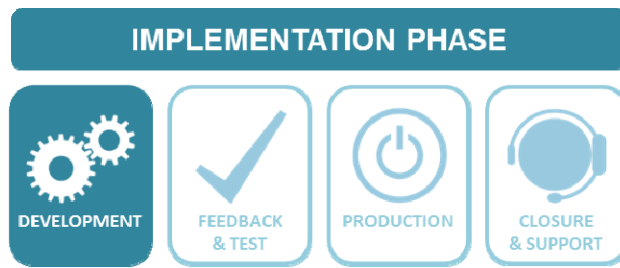 IMPLEMENTATION PHASE
DEVELOPMENT
FEEDBACK
& TEST
PRODUCTION
CLOSURE
& SUPPORT